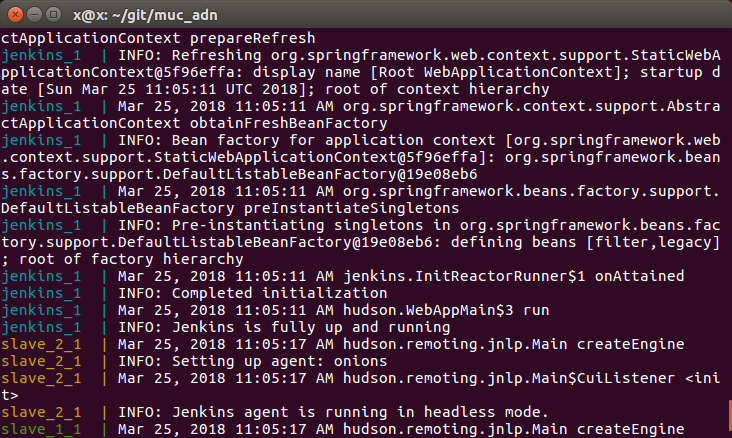 x@x: ~/git/muc_adn
ctApplicationContext prepareRefresh
jenkins_1  | INFO: Refreshing org.springframework.web.context.support.StaticWebA
pplicationContext@5f96effa: display name [Root WebApplicationContext]; startup d
ate [Sun Mar 25 11:05:11 UTC 2018]; root of context hierarchy
jenkins_1  | Mar 25, 2018 11:05:11 AM org.springframework.context.support.Abstra
ctApplicationContext obtainFreshBeanFactory
jenkins_1  | INFO: Bean factory for application context [org.springframework.web
.context.support.StaticWebApplicationContext@5f96effa]: org.springframework.bean
s.factory.support.DefaultListableBeanFactory@19e08eb6
jenkins_1  | Mar 25, 2018 11:05:11 AM org.springframework.beans.factory.support.
DefaultListableBeanFactory preInstantiateSingletons
jenkins_1  | INFO: Pre-instantiating singletons in org.springframework.beans.fac
tory.support.DefaultListableBeanFactory@19e08eb6: defining beans [filter,legacy]
; root of factory hierarchy
jenkins_1  | Mar 25, 2018 11:05:11 AM jenkins.InitReactorRunner$1 onAttained
jenkins_1  | INFO: Completed initialization
jenkins_1  | Mar 25, 2018 11:05:11 AM hudson.WebAppMain$3 run
jenkins_1  | INFO: Jenkins is fully up and running
slave_2_1  | Mar 25, 2018 11:05:17 AM hudson.remoting.jnlp.Main createEngine
slave_2_1  | INFO: Setting up agent: onions
slave_2_1  | Mar 25, 2018 11:05:17 AM hudson.remoting.jnlp.Main$CuiListener <ini
t>
slave_2_1  | INFO: Jenkins agent is running in headless mode.
slave_1_1  | Mar 25, 2018 11:05:17 AM hudson.remoting.jnlp.Main createEngine